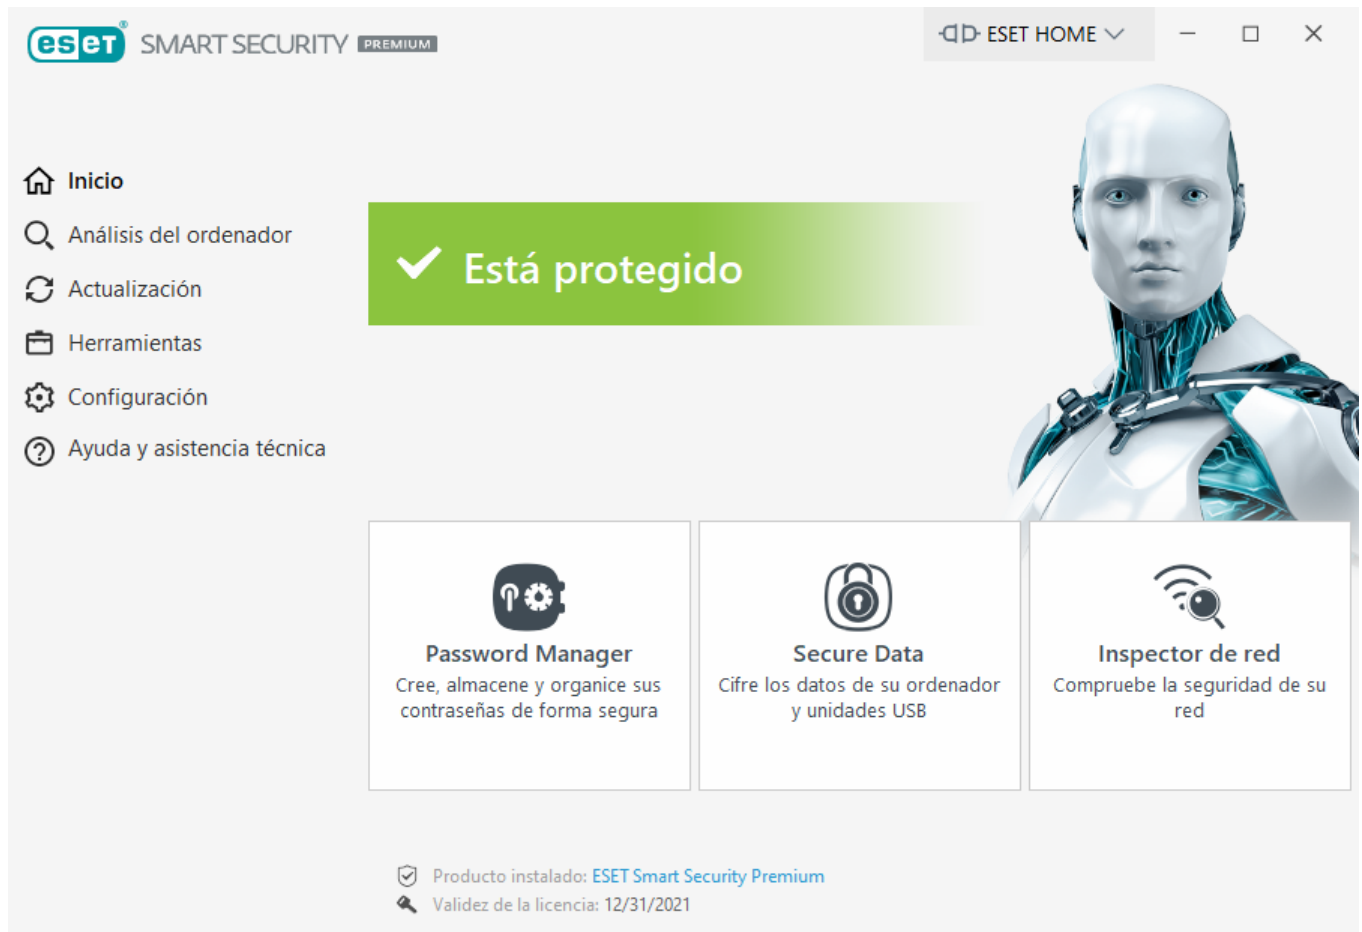 eset® SMART SECURITY PREMIUM
ESET HOME
Inicio
Análisis del ordenador
Actualización
Herramientas
Configuración
Ayuda y asistencia técnica
Está protegido
Password Manager
Cree, almacene y organice sus
contraseñas de forma segura
Secure Data
Cifre los datos de su ordenador
y unidades USB
Inspector de red
Compruebe la seguridad de su
red
Producto instalado: ESET Smart Security Premium
Validez de la licencia: 12/31/2021